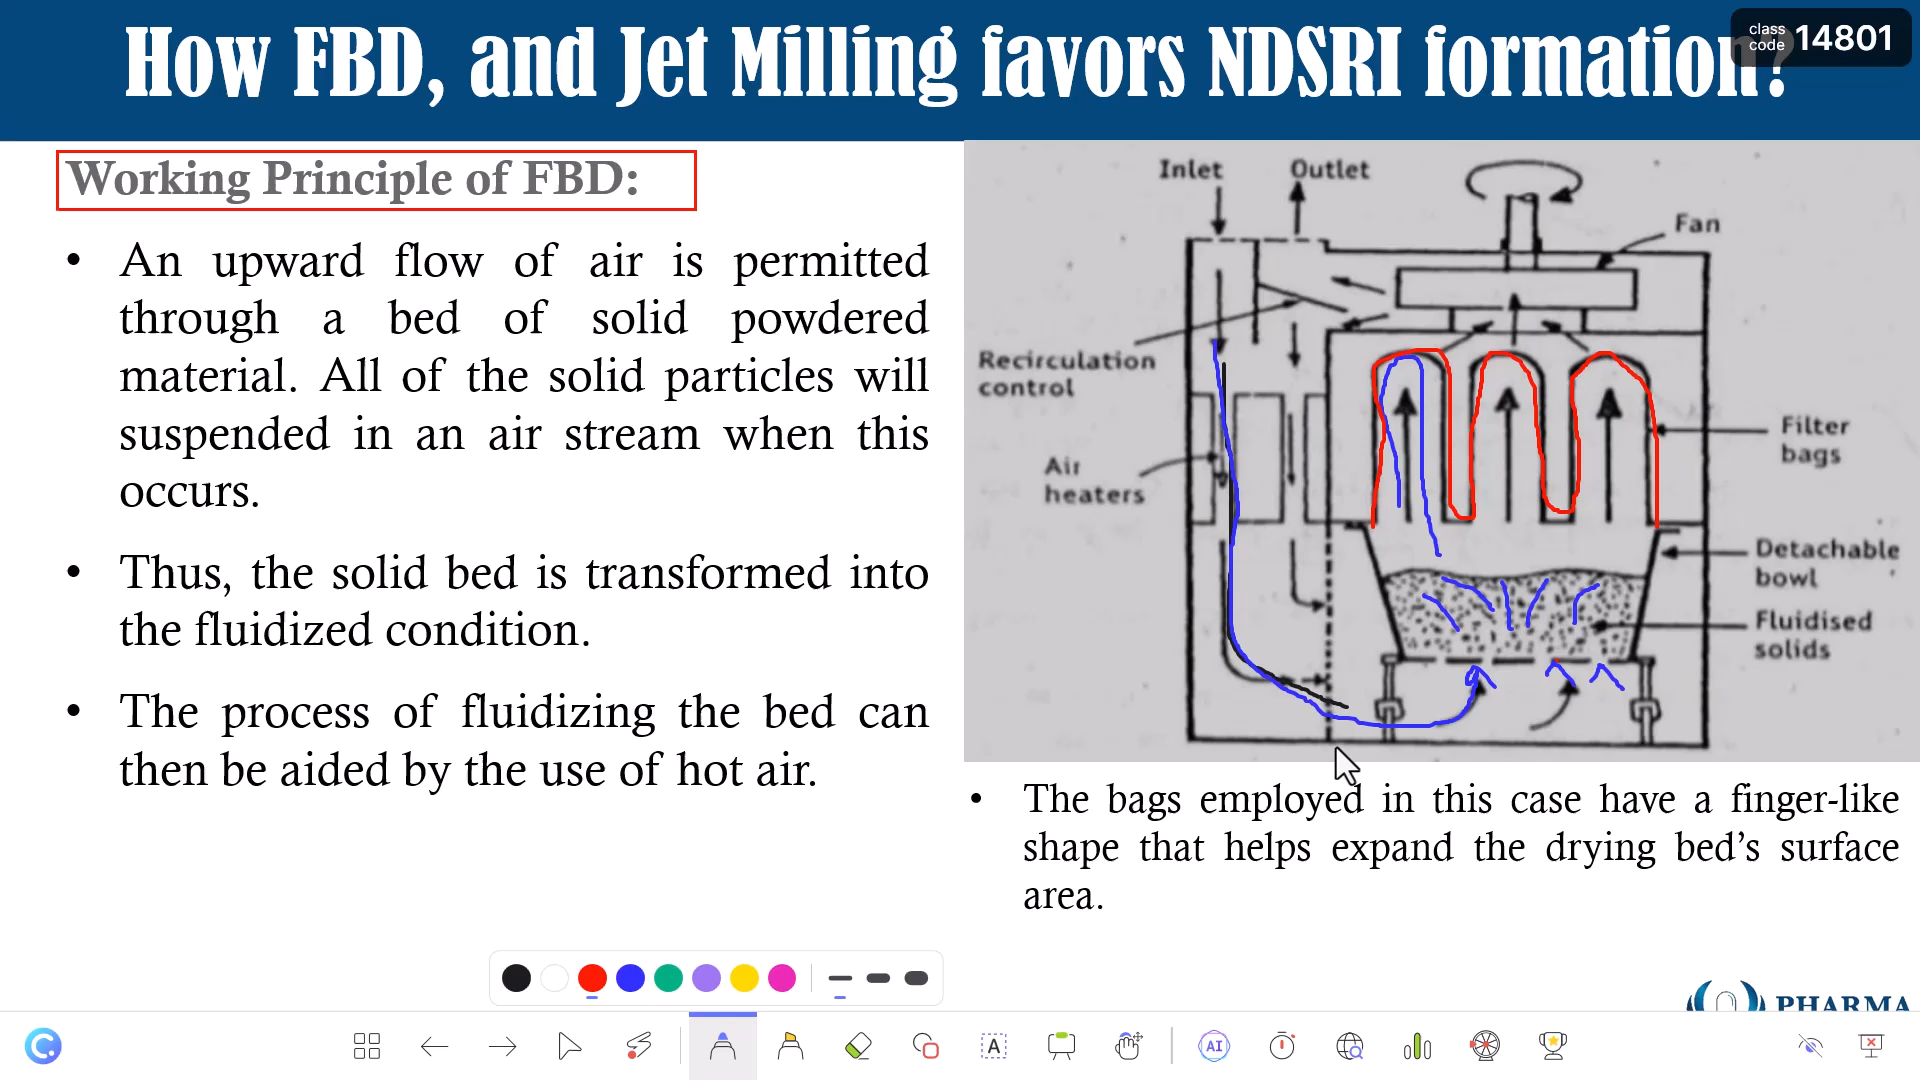 How FBD, and Jet Milling favors NDSRI formation?
class
code 14801
Working Principle of FBD:
• An upward flow of air is permitted
through a bed of solid powdered
material. All of the solid particles will
suspended in an air stream when this
occurs.
• Thus, the solid bed is transformed into
the fluidized condition.
• The process of fluidizing the bed can
then be aided by the use of hot air.
Inlet
Outlet
Fan
Recirculation
control
Air
heaters
Filter
bags
Detachable
bowl
Fluidised
solids
• The bags employed in this case have a finger-like
shape that helps expand the drying bed's surface
area.
PHARMA
A
AI